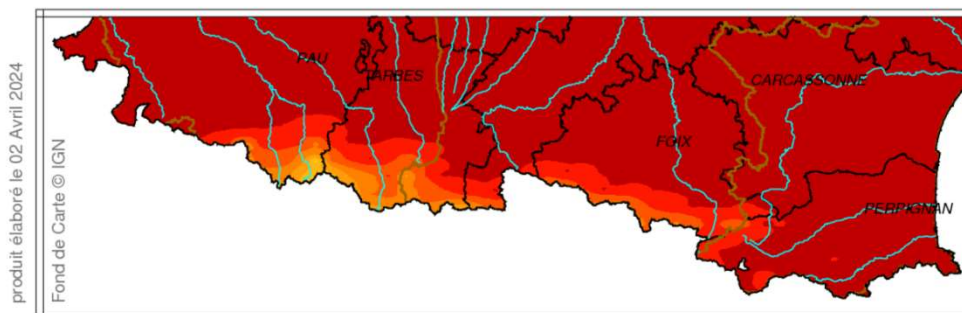 produit élaboré le 02 Avril 2024
Fond de Carte © IGN
PAU
TARBES
CARCASSONNE
FOIX
PERPIGNAN